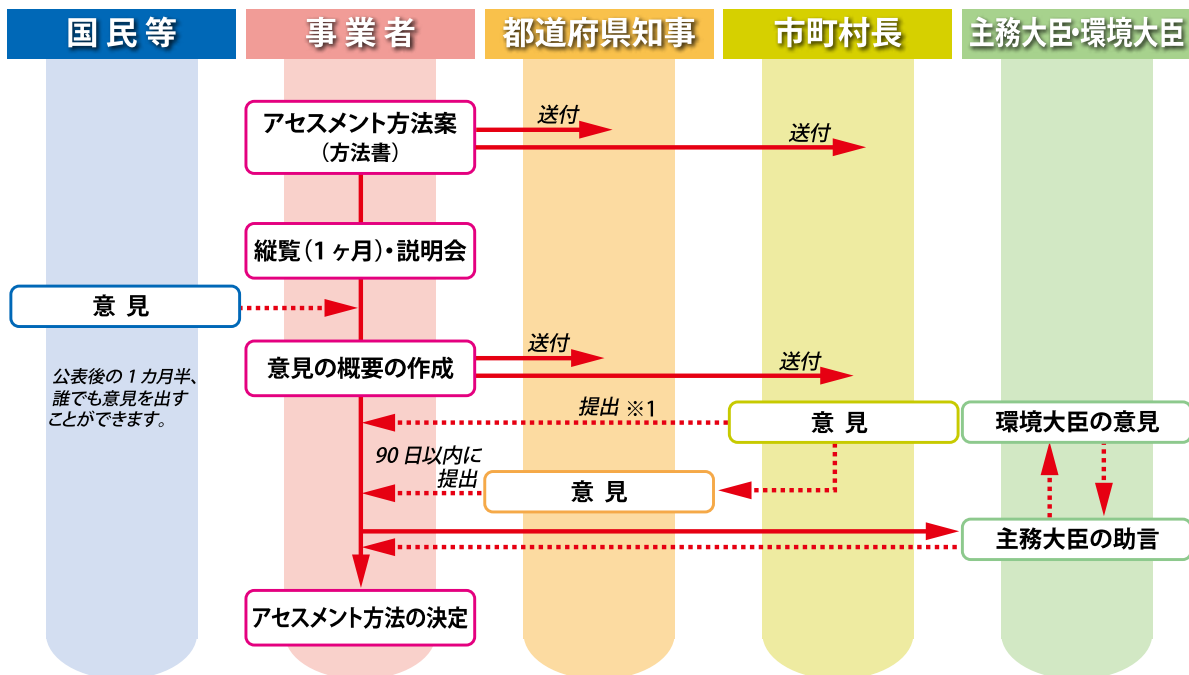 国民等
事業者
都道府県知事
市町村長
主務大臣・環境大臣
アセスメント方法案
（方法書）
送付
送付
縦覧（1ヶ月）・説明会
意見
公表後の1カ月半、
誰でも意見を出す
ことができます。
意見の概要の作成
送付
送付
提出 ※1
意見
環境大臣の意見
90日以内に
提出
意見
主務大臣の助言
アセスメント方法の決定